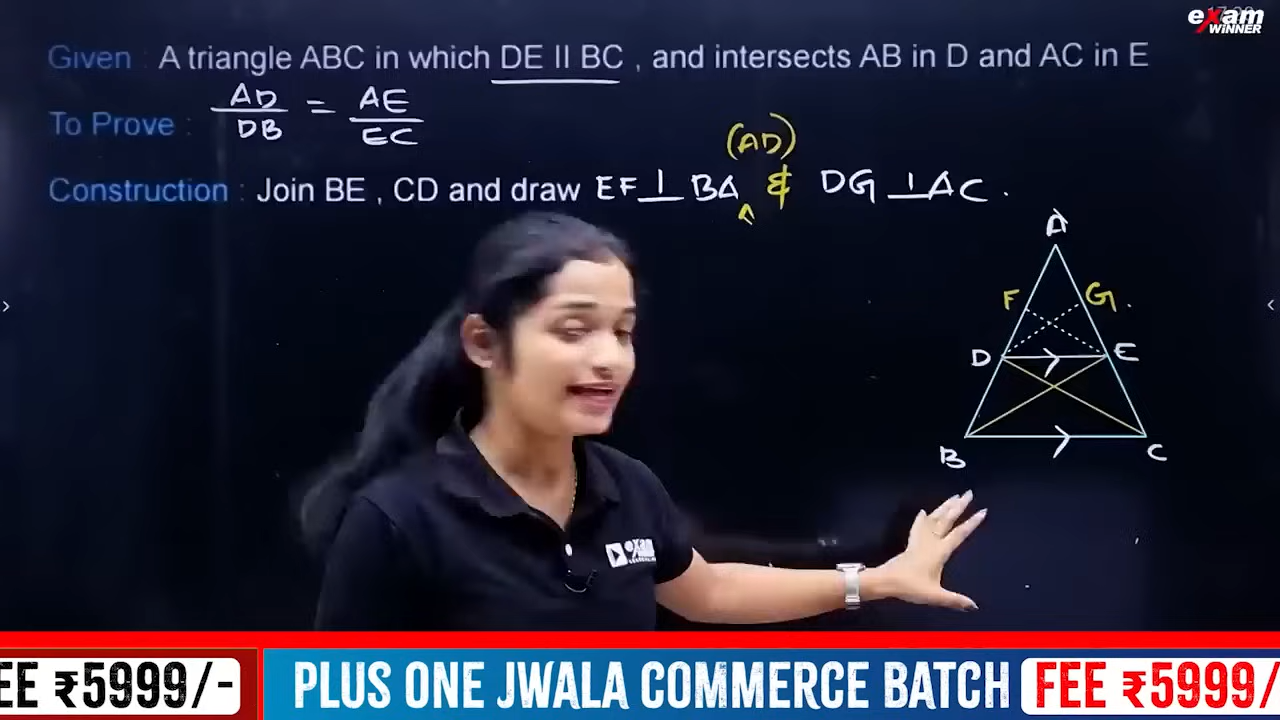 exam
WINNER
Given : A triangle ABC in which DE II BC , and intersects AB in D and AC in E
To Prove : AD/DB = AE/EC
(AD)
Construction : Join BE , CD and draw EF ⊥ BA & DG ⊥ AC .
A
F G .
D E
B C
exam
EE ₹5999/- PLUS ONE JWALA COMMERCE BATCH FEE ₹5999/